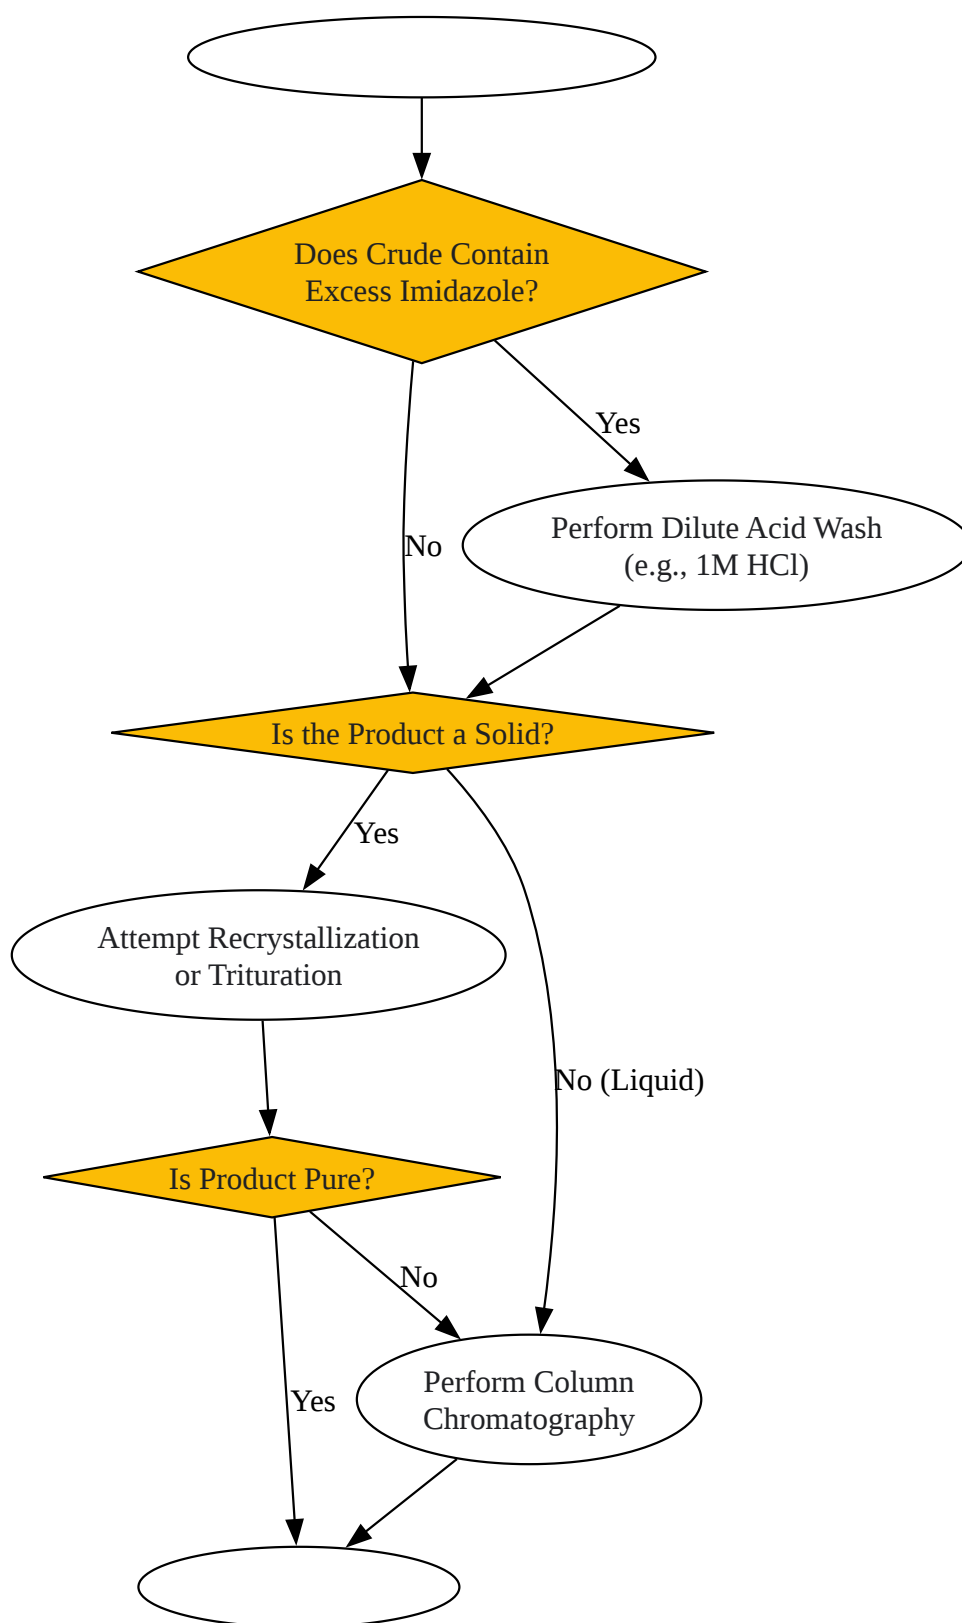 Does Crude Contain
Excess Imidazole?
Yes
Perform Dilute Acid Wash
(e.g., 1M HCl)
No
Is the Product a Solid?
Yes
Attempt Recrystallization
or Trituration
No (Liquid)
Is Product Pure?
No
Perform Column
Chromatography
Yes